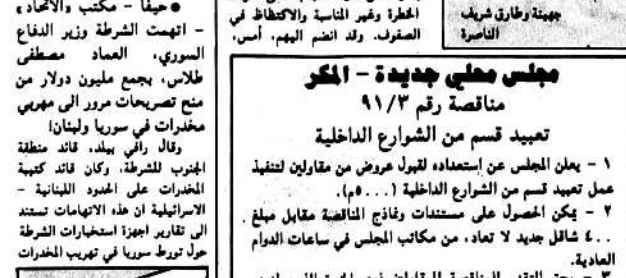 جهينة وطارق شريف
الناصرة
الخطرة وغير المناسبة والاكتظاظ في
الصفوف. وقد انضم اليهم، أمس،
● حيفا - مكتب «الاتحاد»
- اتهمت الشرطة وزير الدفاع
السوري، العماد مصطفى
طلاس، بجمع مليون دولار من
منح تصريحات مرور الى مهربي
مخدرات في سوريا ولبنان!
وقال رافي بيلد، قائد منطقة
الجنوب للشرطة، وكان قائد كتيبة
المخدرات على الحدود اللبنانية -
الاسرائيلية ان هذه الاتهامات تستند
الى تقارير اجهزة استخبارات الشرطة
حول تورط سوريا في تهريب المخدرات
مجلس محلي جديدة - المكر
مناقصة رقم ٩١/٣
تعبيد قسم من الشوارع الداخلية
١ - يعلن المجلس عن إستعداده لقبول عروض من مقاولين لتنفيذ
عمل تعبيد قسم من الشوارع الداخلية (٥٠٠٠م).
٢ - يمكن الحصول على مستندات ونماذج المناقصة مقابل مبلغ
٤٠٠ شاقل جديد لا تعاد، من مكاتب المجلس في ساعات الدوام
العادية.